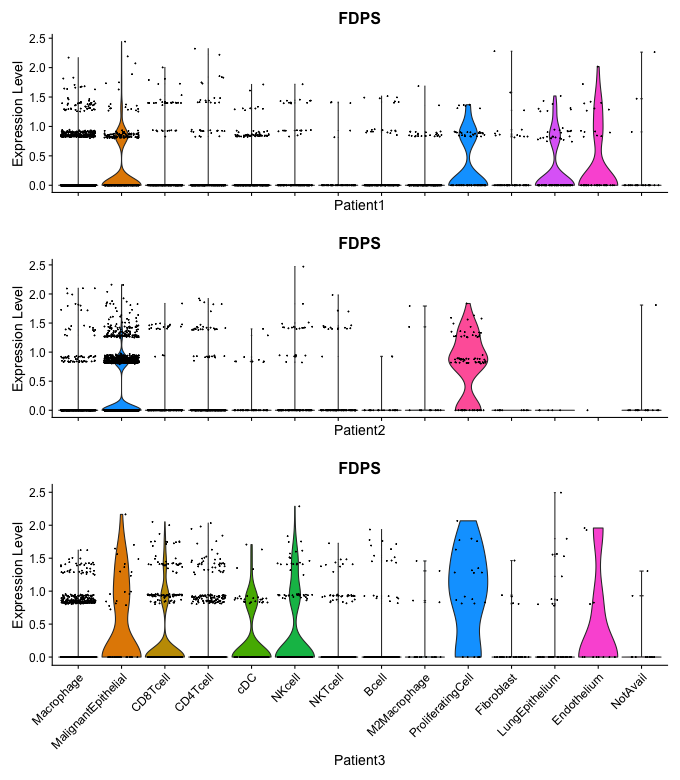 FDPS
2.5
2.0
1.5
1.0
0.5
0.0
Expression Level
Patient1
FDPS
2.5
2.0
1.5
1.0
0.5
0.0
Expression Level
Patient2
FDPS
2.5
2.0
1.5
1.0
0.5
0.0
Expression Level
Macrophage
MalignantEpithelial
CD8Tcell
CD4Tcell
cDC
NKcell
NKTcell
Bcell
M2Macrophage
ProliferatingCell
Fibroblast
LungEpithelium
Endothelium
NotAvail
Patient3